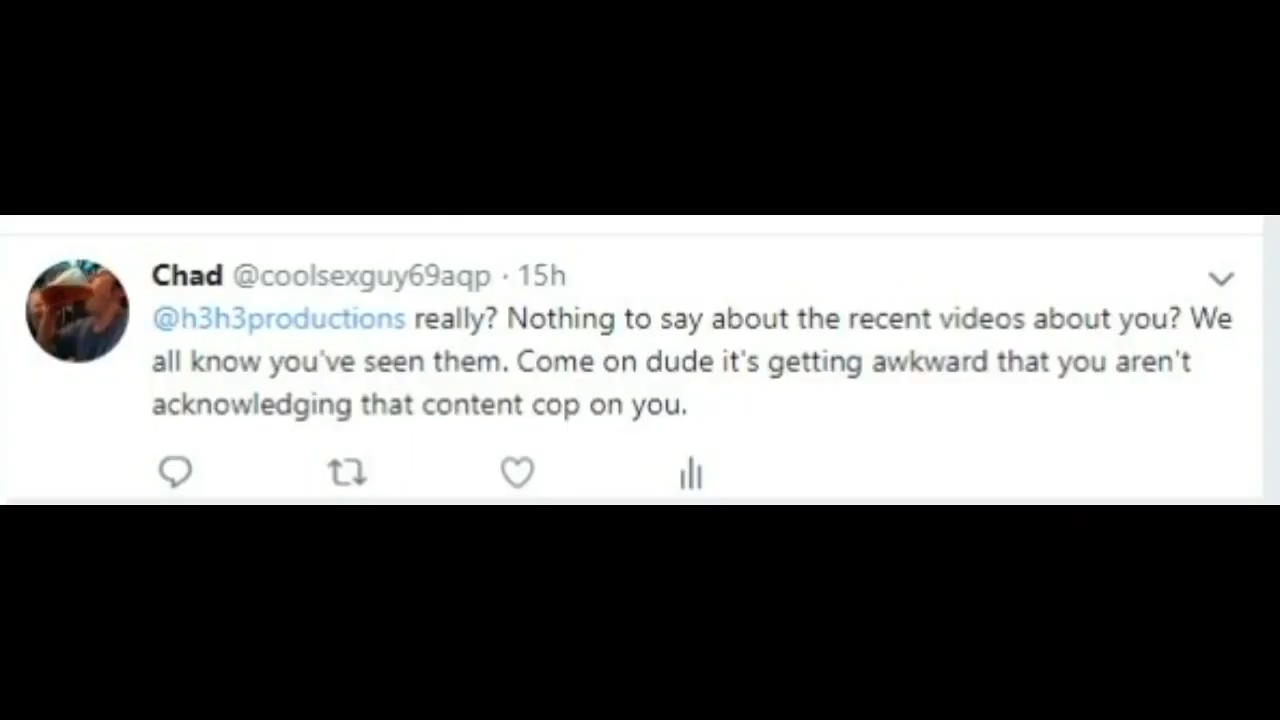 Chad @coolsexguy69aqp · 15h
@h3h3productions really? Nothing to say about the recent videos about you? We
all know you've seen them. Come on dude it's getting awkward that you aren't
acknowledging that content cop on you.